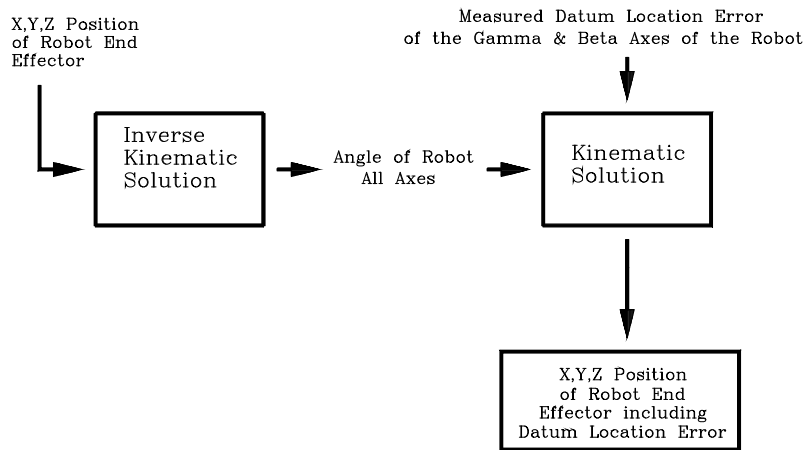 X,Y,Z Position
of Robot End
Effector
Measured Datum Location Error
of the Gamma & Beta Axes of the Robot
Inverse
Kinematic
Solution
Angle of Robot
All Axes
Kinematic
Solution
X,Y,Z Position
of Robot End
Effector including
Datum Location Error